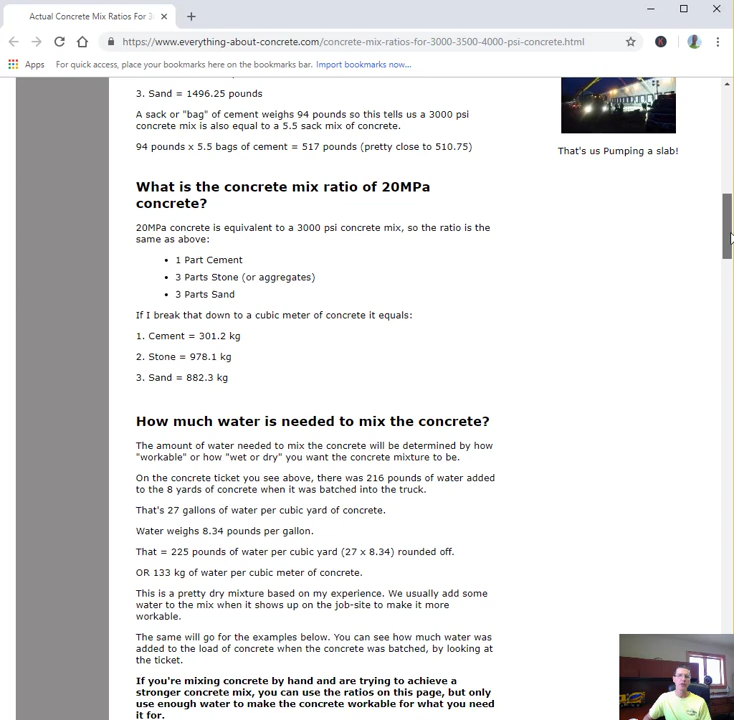 Actual Concrete Mix Ratios For 3
https://www.everything-about-concrete.com/concrete-mix-ratios-for-3000-3500-4000-psi-concrete.html
Apps For quick access, place your bookmarks here on the bookmarks bar. Import bookmarks now...
3. Sand = 1496.25 pounds
A sack or "bag" of cement weighs 94 pounds so this tells us a 3000 psi
concrete mix is also equal to a 5.5 sack mix of concrete.
94 pounds x 5.5 bags of cement = 517 pounds (pretty close to 510.75)
That's us Pumping a slab!
What is the concrete mix ratio of 20MPa
concrete?
20MPa concrete is equivalent to a 3000 psi concrete mix, so the ratio is the
same as above:
• 1 Part Cement
• 3 Parts Stone (or aggregates)
• 3 Parts Sand
If I break that down to a cubic meter of concrete it equals:
1. Cement = 301.2 kg
2. Stone = 978.1 kg
3. Sand = 882.3 kg
How much water is needed to mix the concrete?
The amount of water needed to mix the concrete will be determined by how
"workable" or how "wet or dry" you want the concrete mixture to be.
On the concrete ticket you see above, there was 216 pounds of water added
to the 8 yards of concrete when it was batched into the truck.
That's 27 gallons of water per cubic yard of concrete.
Water weighs 8.34 pounds per gallon.
That = 225 pounds of water per cubic yard (27 x 8.34) rounded off.
OR 133 kg of water per cubic meter of concrete.
This is a pretty dry mixture based on my experience. We usually add some
water to the mix when it shows up on the job-site to make it more
workable.
The same will go for the examples below. You can see how much water was
added to the load of concrete when the concrete was batched, by looking at
the ticket.
If you're mixing concrete by hand and are trying to achieve a
stronger concrete mix, you can use the ratios on this page, but only
use enough water to make the concrete workable for what you need
it for.